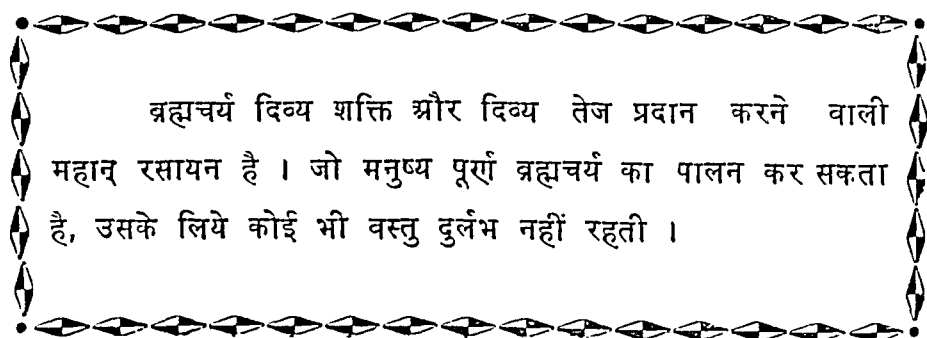 ब्रह्मचर्य दिव्य शक्ति और दिव्य तेज प्रदान करने वाली
महान् रसायन है । जो मनुष्य पूर्ण ब्रह्मचर्य का पालन कर सकता
है, उसके लिये कोई भी वस्तु दुर्लभ नहीं रहती ।